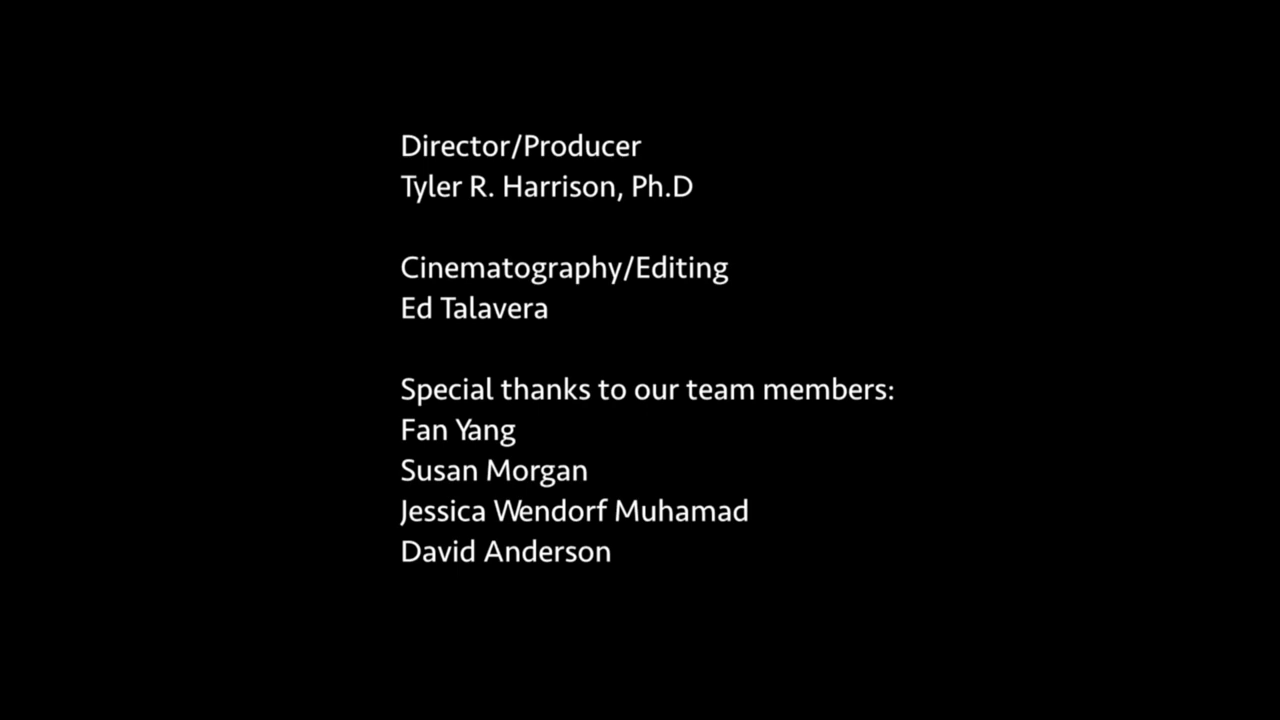 Director/Producer
Tyler R. Harrison, Ph.D
Cinematography/Editing
Ed Talavera
Special thanks to our team members:
Fan Yang
Susan Morgan
Jessica Wendorf Muhamad
David Anderson